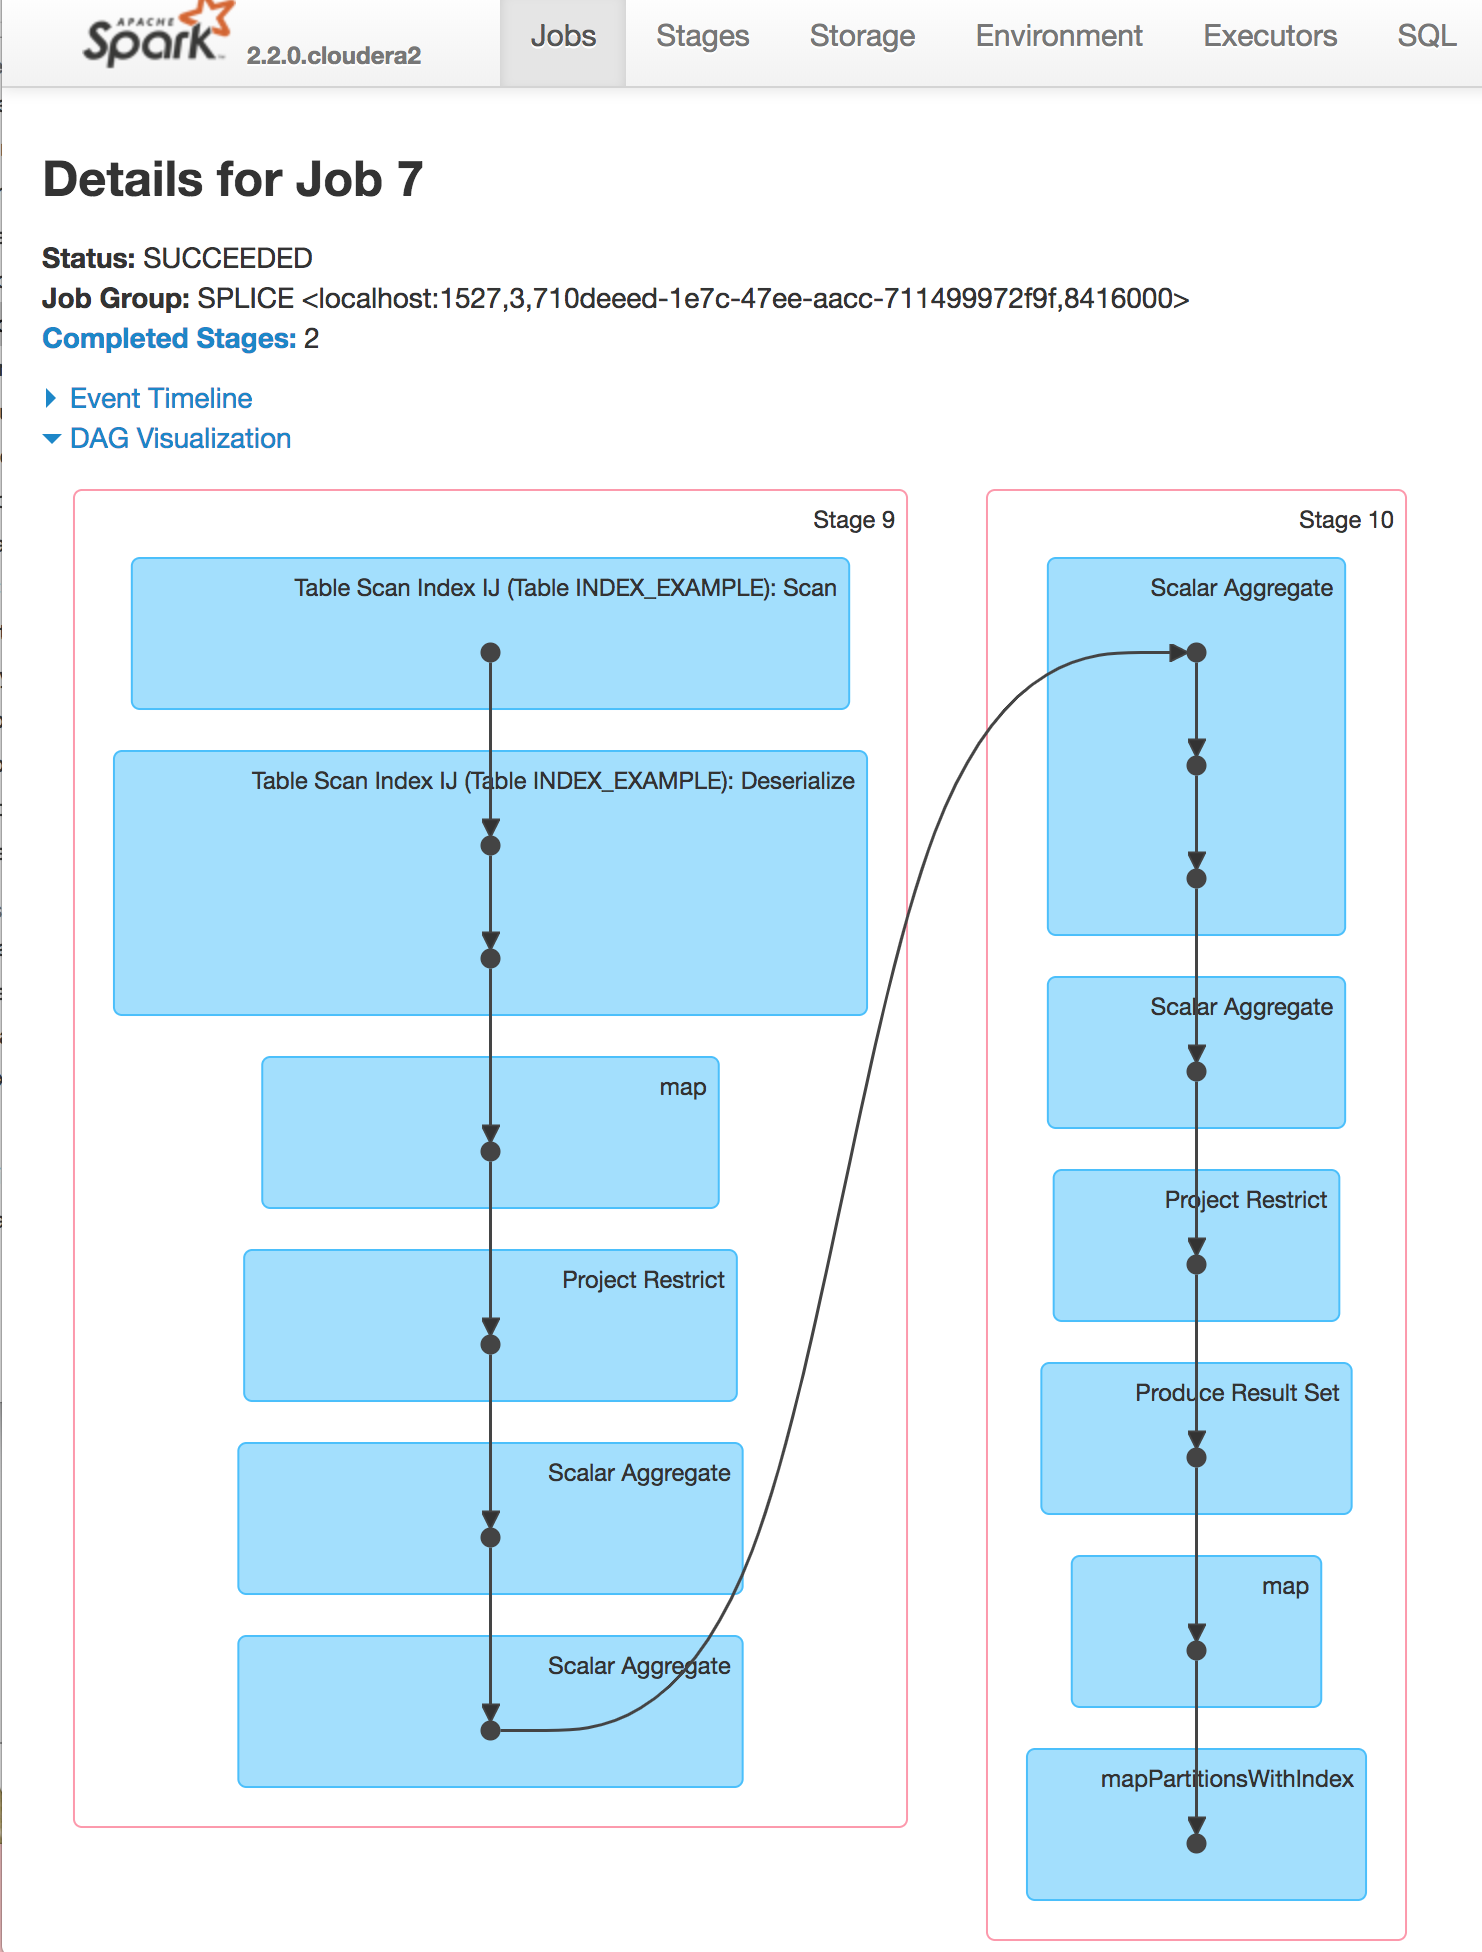 APACHE
Spark 2.2.0.cloudera2
Jobs Stages Storage Environment Executors SQL
Details for Job 7
Status: SUCCEEDED
Job Group: SPLICE <localhost:1527,3,710deeed-1e7c-47ee-aacc-711499972f9f,8416000>
Completed Stages: 2
Event Timeline
DAG Visualization
Stage 9
Table Scan Index IJ (Table INDEX_EXAMPLE): Scan
Table Scan Index IJ (Table INDEX_EXAMPLE): Deserialize
map
Project Restrict
Scalar Aggregate
Scalar Aggregate
Stage 10
Scalar Aggregate
Scalar Aggregate
Project Restrict
Produce Result Set
map
mapPartitionsWithIndex